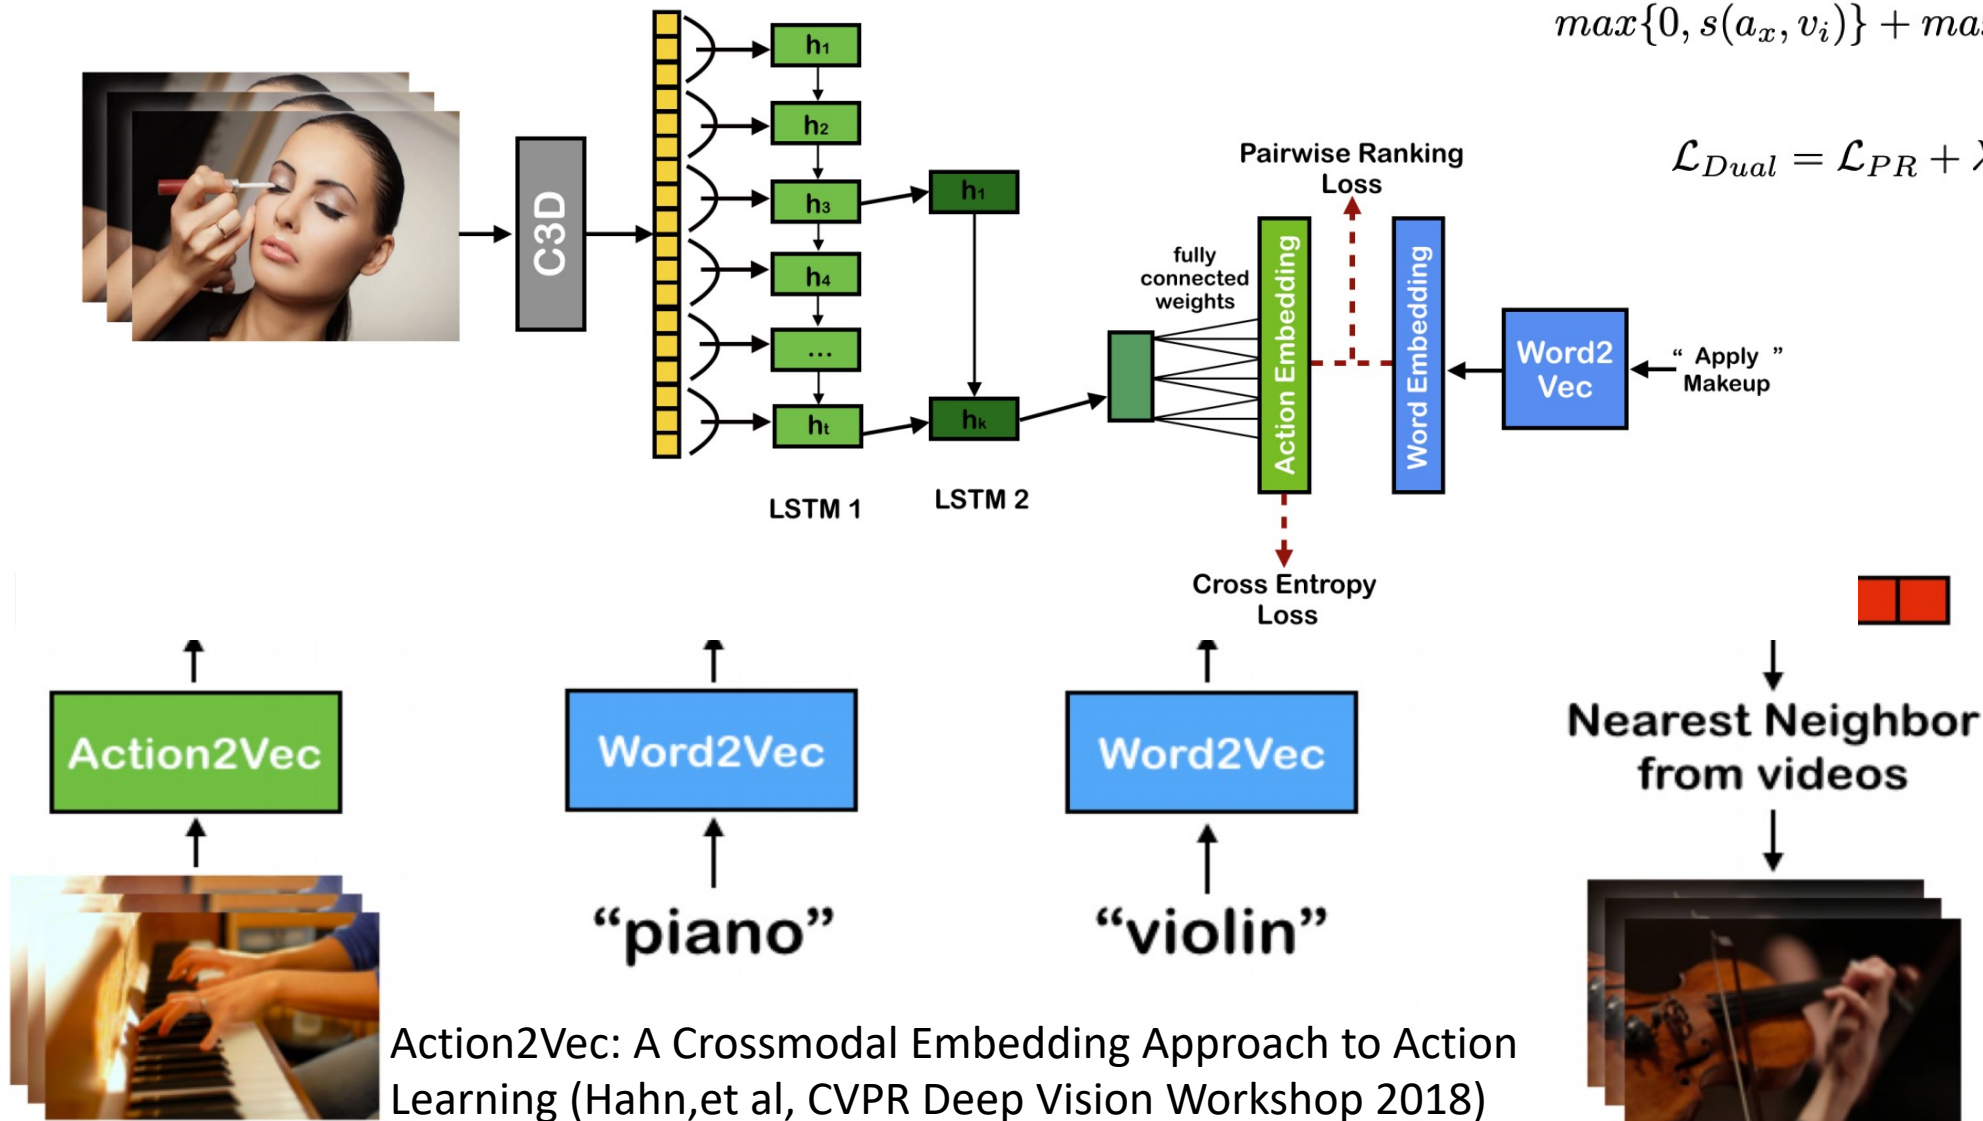 max{0, s(a_x, v_i)} + ma
h₁
h₂
h₃
h₄
...
hₜ
h₁
hₖ
C3D
LSTM 1
LSTM 2
fully
connected
weights
Pairwise Ranking
Loss
Action Embedding
Word Embedding
Word2
Vec
“ Apply ”
Makeup
ℒ_Dual = ℒ_PR +
Cross Entropy
Loss
Action2Vec
Word2Vec
Word2Vec
Nearest Neighbor
from videos
“piano”
“violin”
Action2Vec: A Crossmodal Embedding Approach to Action
Learning (Hahn,et al, CVPR Deep Vision Workshop 2018)